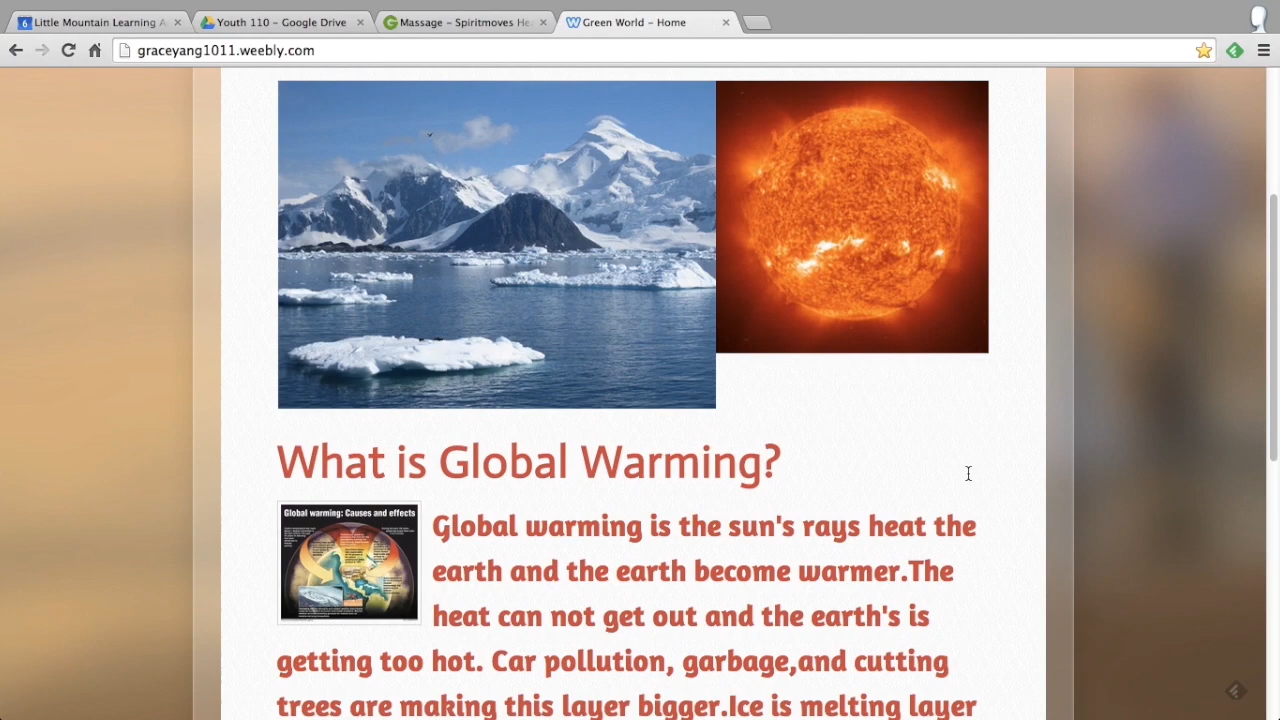 Little Mountain Learning A
Youth 110 - Google Drive
Massage - Spiritmoves He
Green World - Home
graceyang1011.weebly.com
What is Global Warming?
Global warming: Causes and effects
Global warming is the sun's rays heat the
earth and the earth become warmer.The
heat can not get out and the earth's is
getting too hot. Car pollution, garbage,and cutting
trees are making this layer bigger.Ice is melting layer